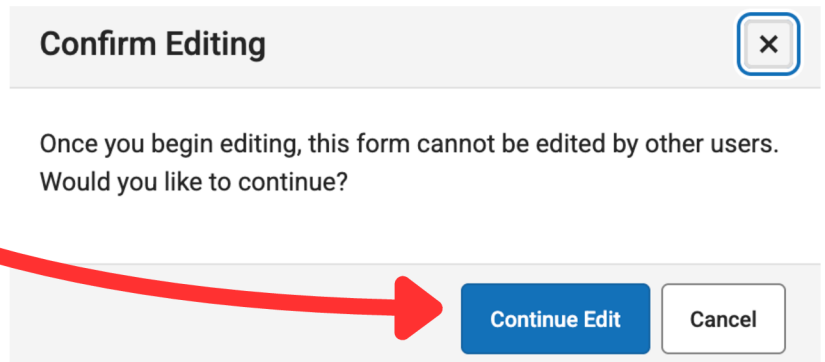 Confirm Editing
Once you begin editing, this form cannot be edited by other users.
Would you like to continue?
Continue Edit
Cancel